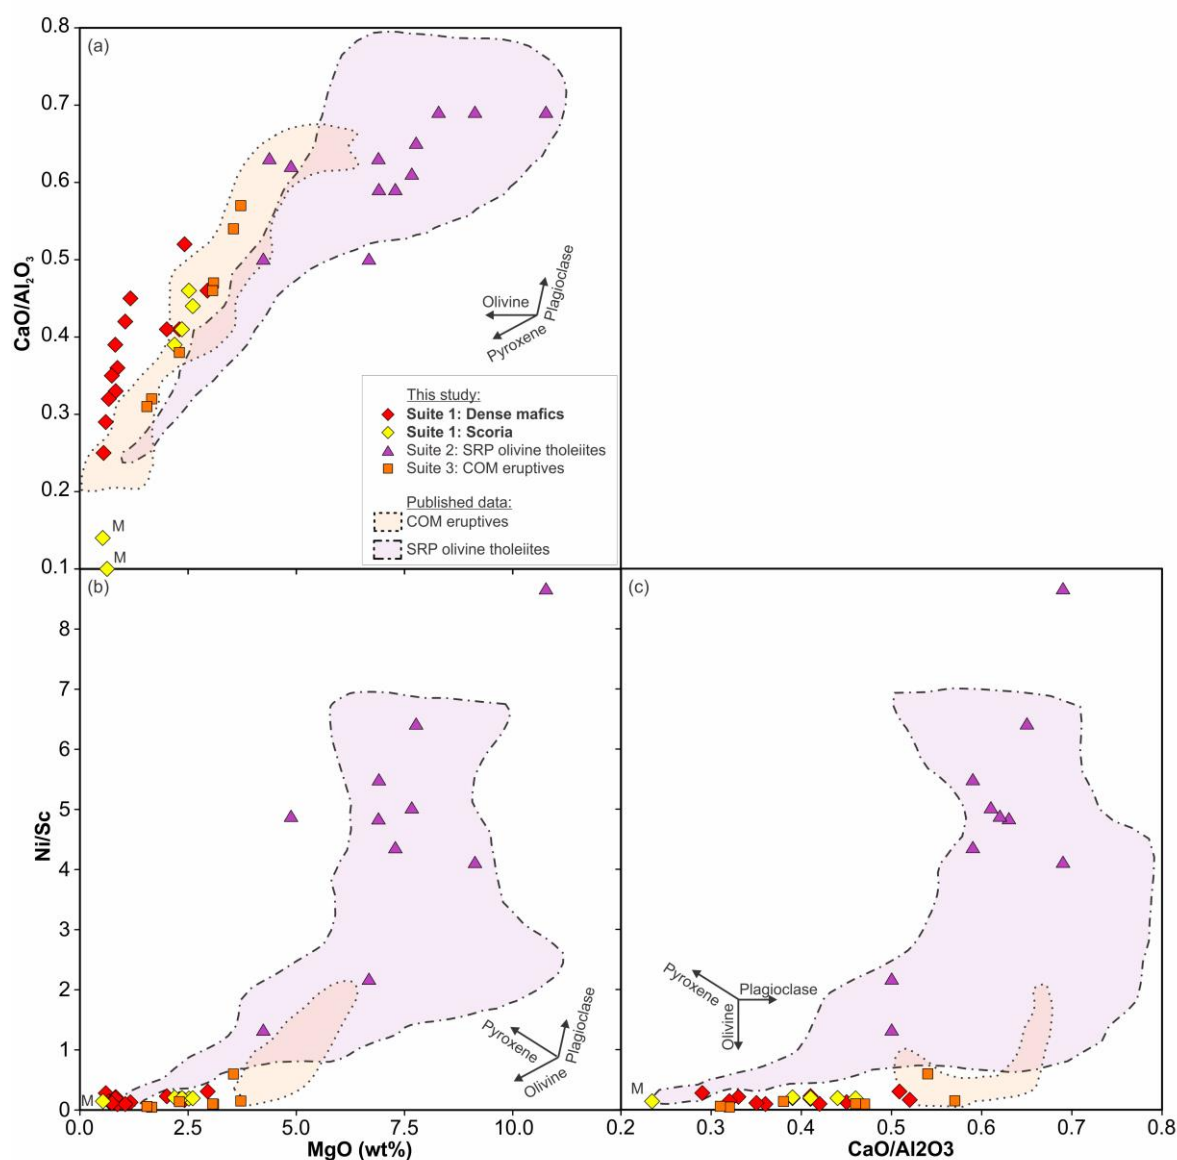 (a)
0.8
0.7
0.6
0.5
0.4
0.3
0.2
0.1
CaO/Al₂O₃
Olivine
Plagioclase
Pyroxene
This study:
Suite 1: Dense mafics
Suite 1: Scoria
Suite 2: SRP olivine tholeiites
Suite 3: COM eruptives
Published data:
COM eruptives
SRP olivine tholeiites
M
M
(b)
8
7
6
5
4
3
2
1
0
Ni/Sc
Pyroxene
Plagioclase
Olivine
M
2.5
5.0
7.5
10.0
MgO (wt%)
(c)
Pyroxene
Plagioclase
Olivine
M
0.2
0.3
0.4
0.5
0.6
0.7
0.8
CaO/Al2O3